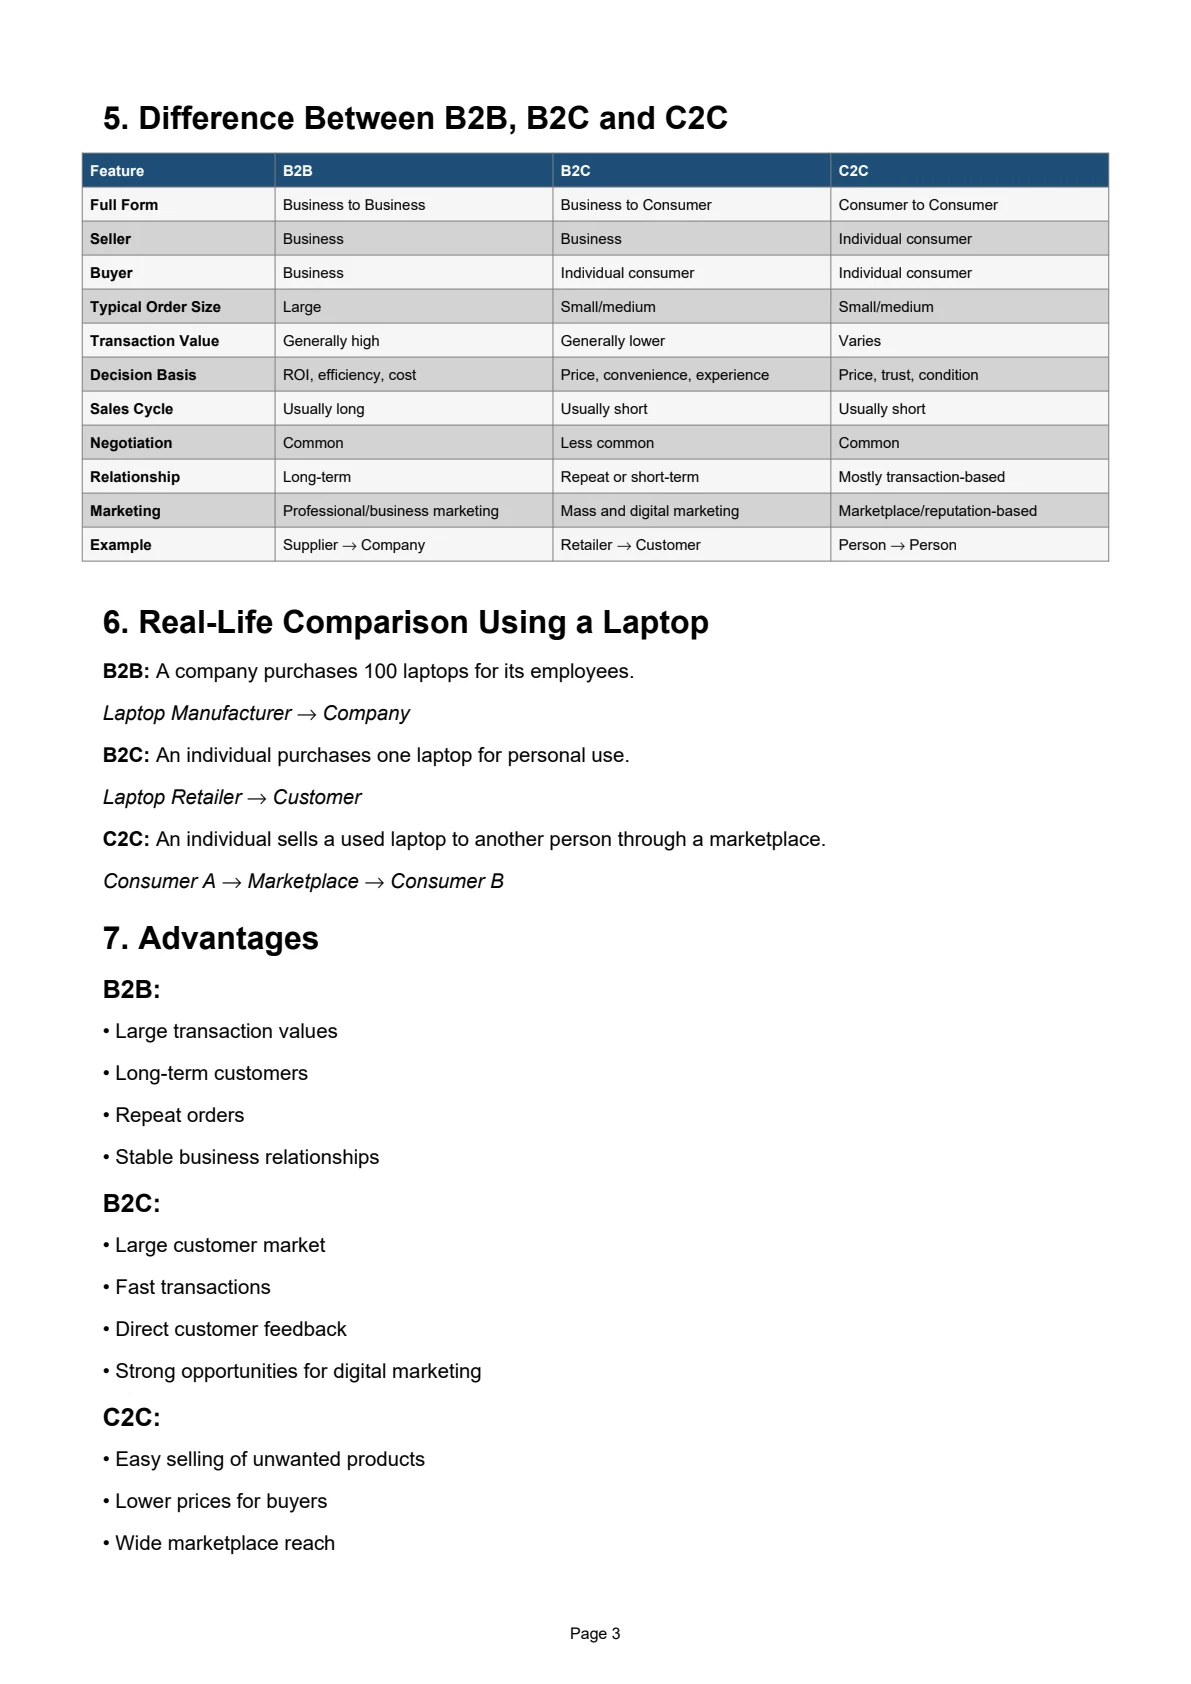 5. Difference Between B2B, B2C and C2C
Feature B2B B2C C2C
Full Form Business to Business Business to Consumer Consumer to Consumer
Seller Business Business Individual consumer
Buyer Business Individual consumer Individual consumer
Typical Order Size Large Small/medium Small/medium
Transaction Value Generally high Generally lower Varies
Decision Basis ROI, efficiency, cost Price, convenience, experience Price, trust, condition
Sales Cycle Usually long Usually short Usually short
Negotiation Common Less common Common
Relationship Long-term Repeat or short-term Mostly transaction-based
Marketing Professional/business marketing Mass and digital marketing Marketplace/reputation-based
Example Supplier → Company Retailer → Customer Person → Person
6. Real-Life Comparison Using a Laptop
B2B: A company purchases 100 laptops for its employees.
Laptop Manufacturer → Company
B2C: An individual purchases one laptop for personal use.
Laptop Retailer → Customer
C2C: An individual sells a used laptop to another person through a marketplace.
Consumer A → Marketplace → Consumer B
7. Advantages
B2B:
• Large transaction values
• Long-term customers
• Repeat orders
• Stable business relationships
B2C:
• Large customer market
• Fast transactions
• Direct customer feedback
• Strong opportunities for digital marketing
C2C:
• Easy selling of unwanted products
• Lower prices for buyers
• Wide marketplace reach
Page 3